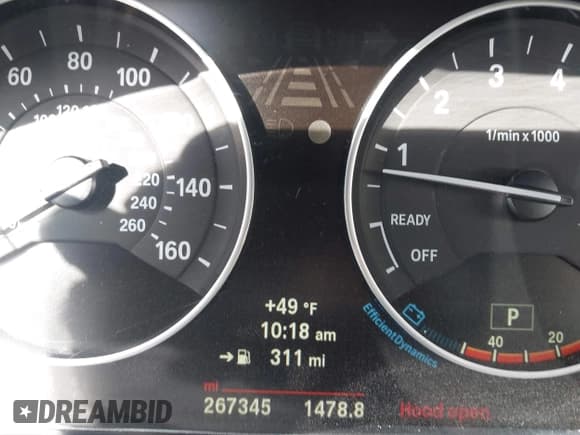 60
80
100
120
140
160
220
240
260
1
2
3
4
1/min x 1000
READY
OFF
EfficientDynamics
P
40
20
+49 °F
10:18 am
311 mi
mi
267345 1478.8 Hood open
DREAMBID